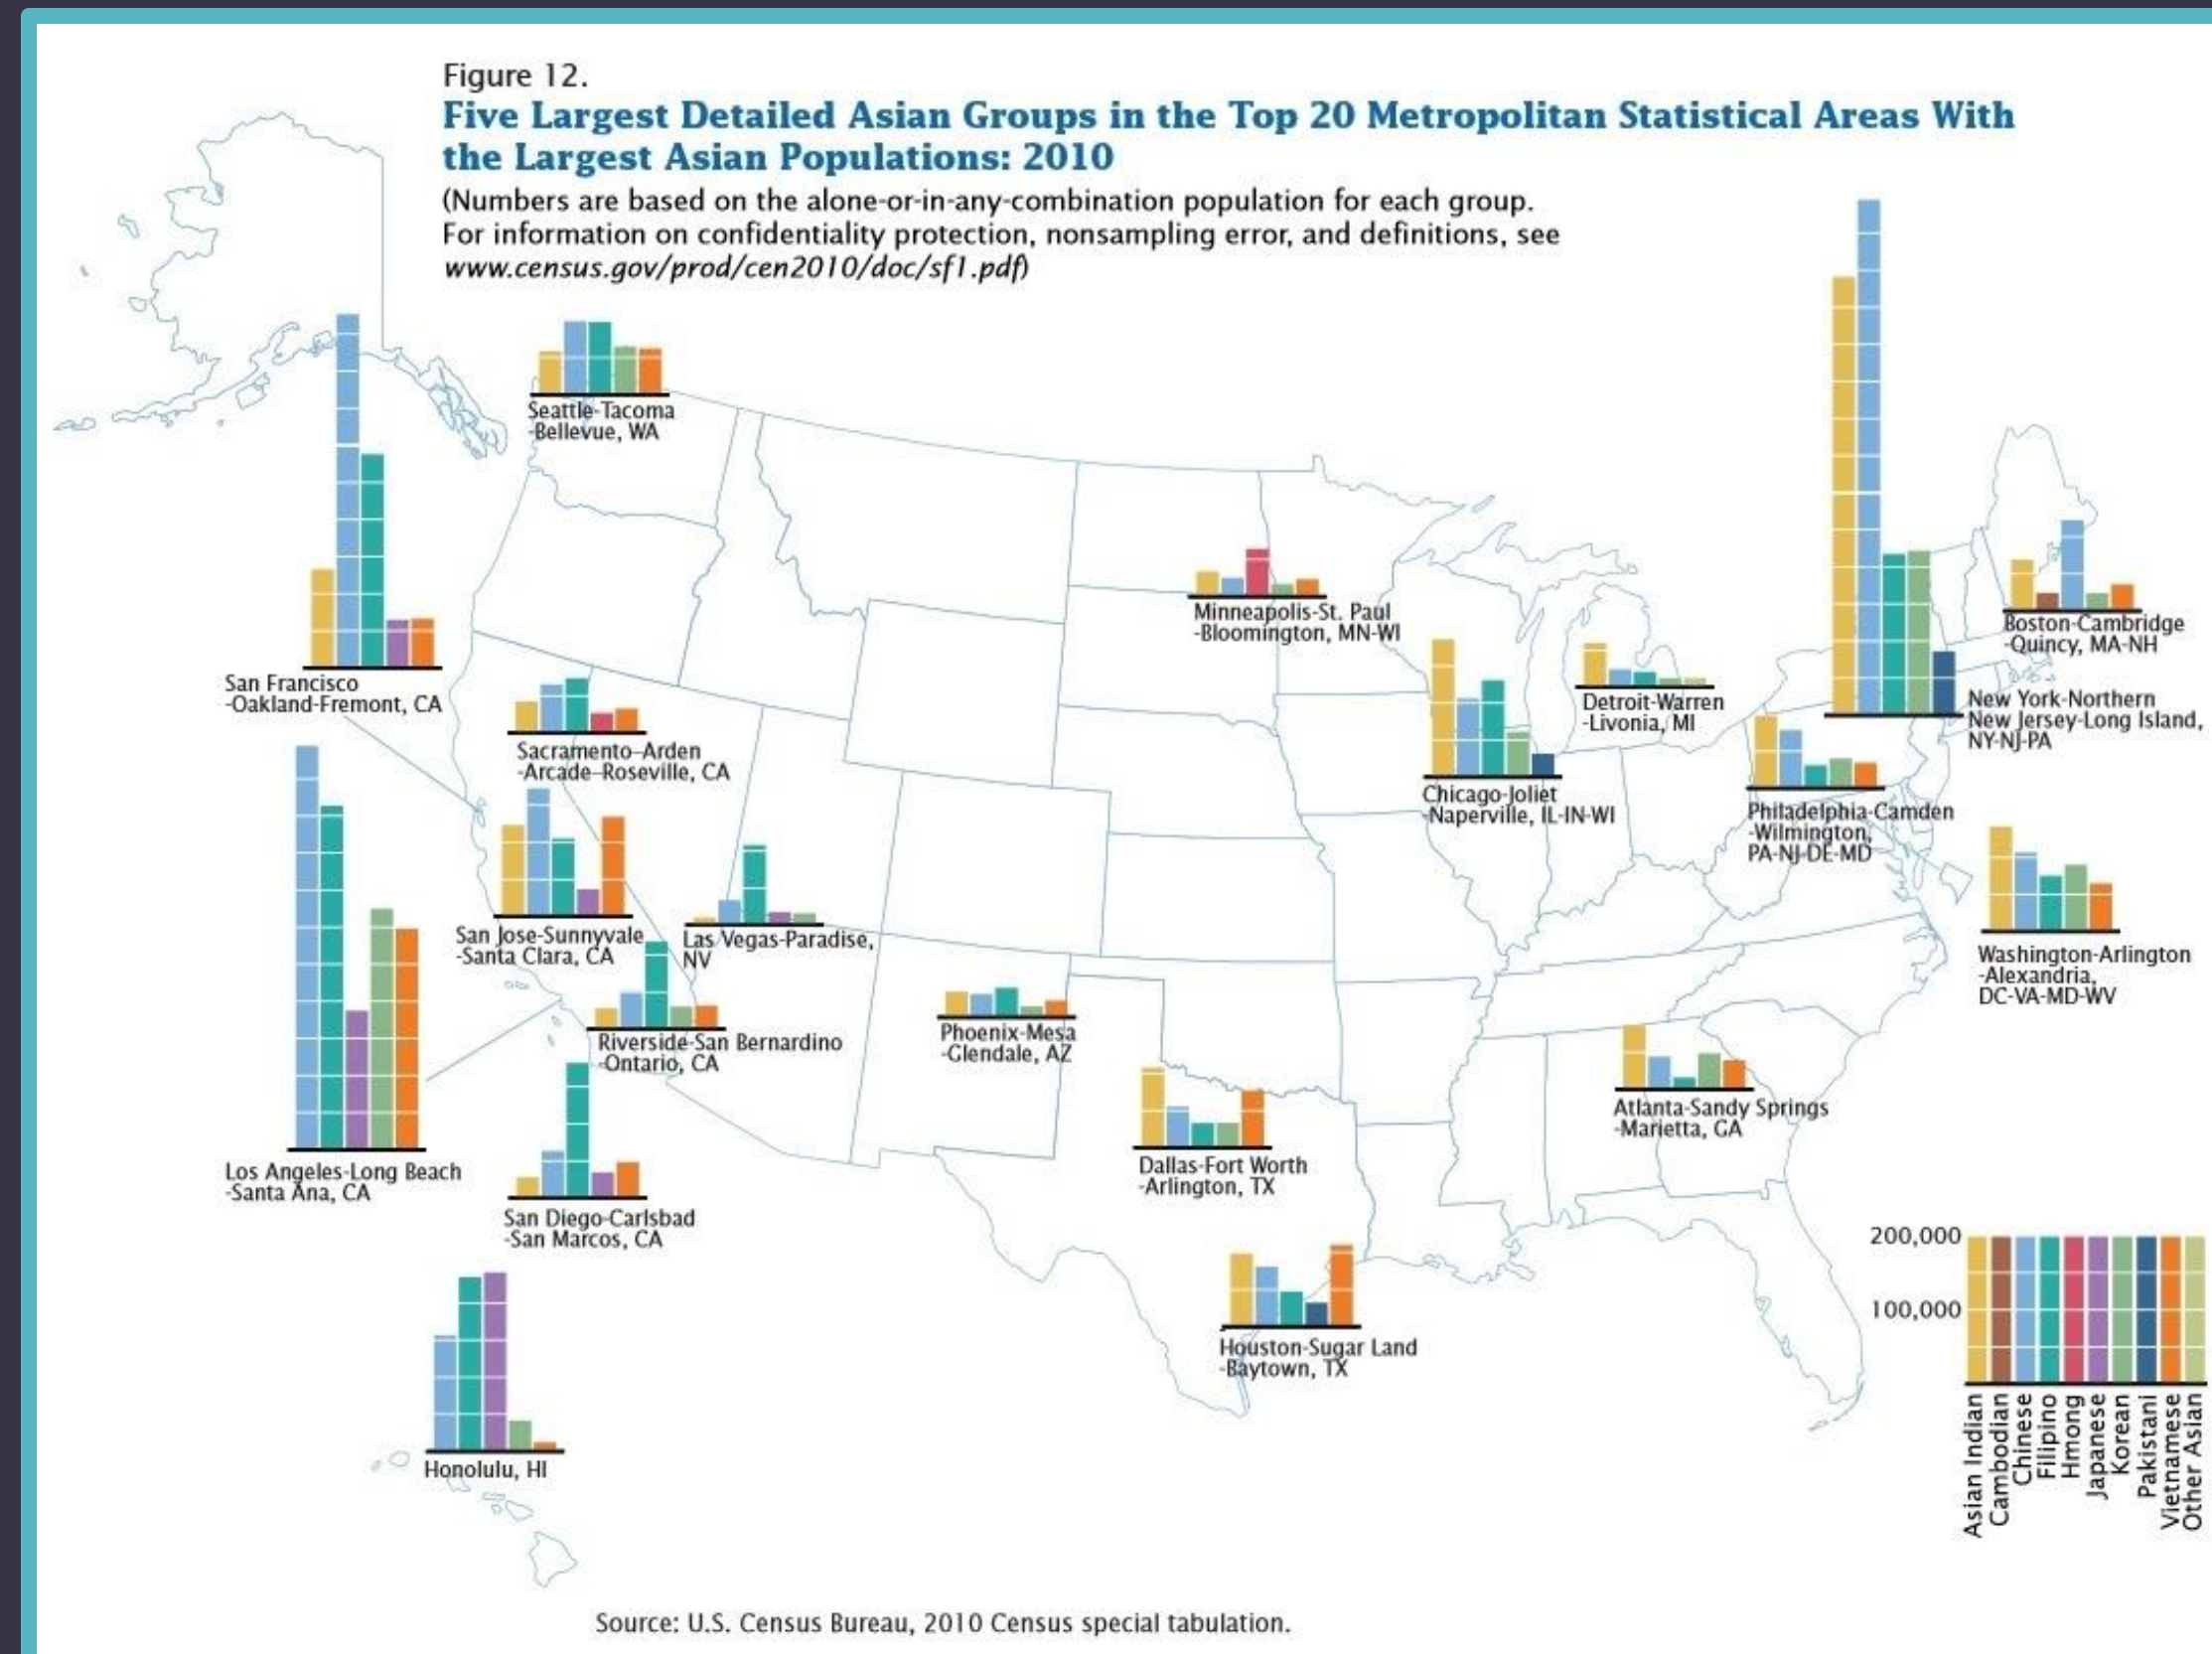 Figure 12.
Five Largest Detailed Asian Groups in the Top 20 Metropolitan Statistical Areas With
the Largest Asian Populations: 2010
(Numbers are based on the alone-or-in-any-combination population for each group.
For information on confidentiality protection, nonsampling error, and definitions, see
www.census.gov/prod/cen2010/doc/sf1.pdf)
Seattle-Tacoma
-Bellevue, WA
Minneapolis-St. Paul
-Bloomington, MN-WI
Boston-Cambridge
-Quincy, MA-NH
San Francisco
-Oakland-Fremont, CA
Detroit-Warren
-Livonia, MI
New York-Northern
New Jersey-Long Island,
NY-NJ-PA
Sacramento–Arden
-Arcade–Roseville, CA
Chicago-Joliet
-Naperville, IL-IN-WI
Philadelphia-Camden
-Wilmington,
PA-NJ-DE-MD
San Jose-Sunnyvale
-Santa Clara, CA
Las Vegas-Paradise,
NV
Washington-Arlington
-Alexandria,
DC-VA-MD-WV
Riverside-San Bernardino
-Ontario, CA
Phoenix-Mesa
-Glendale, AZ
Atlanta-Sandy Springs
-Marietta, GA
Los Angeles-Long Beach
-Santa Ana, CA
Dallas-Fort Worth
-Arlington, TX
San Diego-Carlsbad
-San Marcos, CA
Houston-Sugar Land
-Baytown, TX
Honolulu, HI
200,000
100,000
Asian Indian
Cambodian
Chinese
Filipino
Hmong
Japanese
Korean
Pakistani
Vietnamese
Other Asian
Source: U.S. Census Bureau, 2010 Census special tabulation.